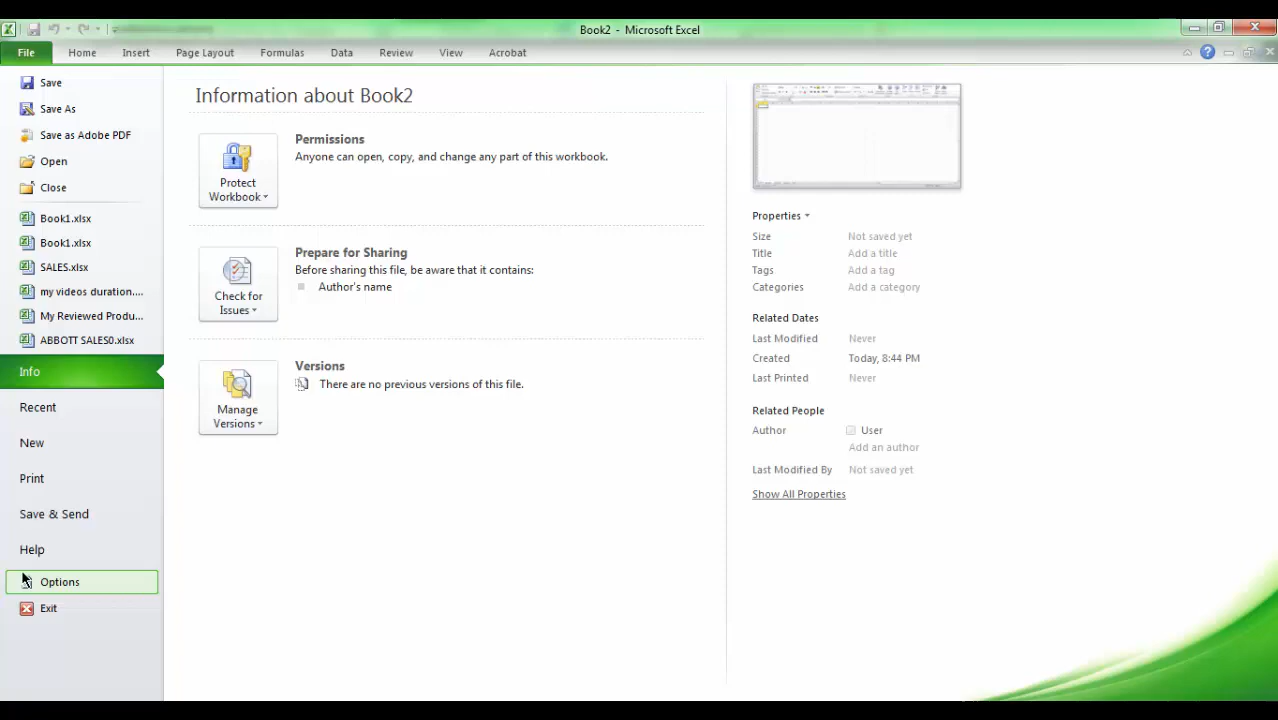 Book2 - Microsoft Excel
File Home Insert Page Layout Formulas Data Review View Acrobat
Save
Save As
Save as Adobe PDF
Open
Close
Book1.xlsx
Book1.xlsx
SALES.xlsx
my videos duration....
My Reviewed Produ...
ABBOTT SALES0.xlsx
Info
Recent
New
Print
Save & Send
Help
Options
Exit
Information about Book2
Protect
Workbook
Permissions
Anyone can open, copy, and change any part of this workbook.
Check for
Issues
Prepare for Sharing
Before sharing this file, be aware that it contains:
Author's name
Manage
Versions
Versions
There are no previous versions of this file.
Properties
Size Not saved yet
Title Add a title
Tags Add a tag
Categories Add a category
Related Dates
Last Modified Never
Created Today, 8:44 PM
Last Printed Never
Related People
Author User
Add an author
Last Modified By Not saved yet
Show All Properties